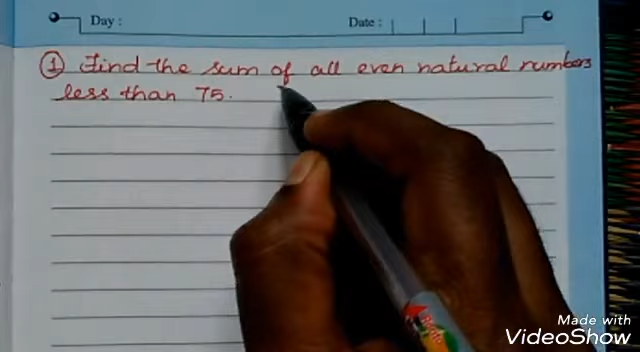 Day :
Date :
① Find the sum of all even natural numbers
less than 75.
Made with
VideoShow